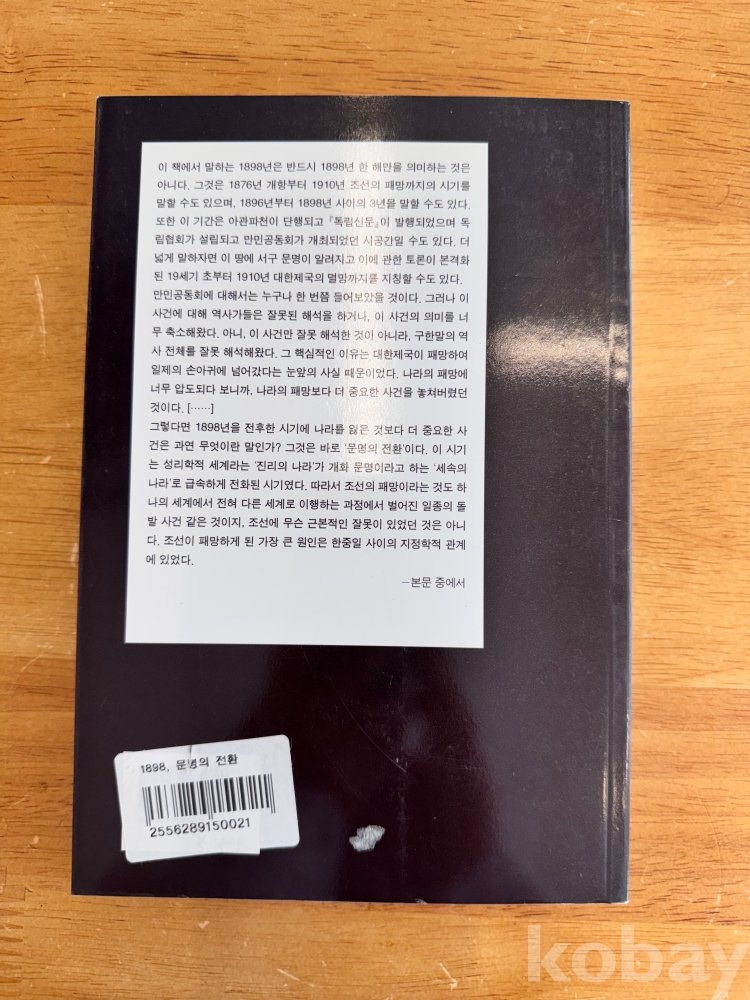 이 책에서 말하는 1898년은 반드시 1898년 한 해만을 의미하는 것은
아니다. 그것은 1876년 개항부터 1910년 조선의 패망까지의 시기를
말할 수도 있으며, 1896년부터 1898년 사이의 3년을 말할 수도 있다.
또한 이 기간은 아관파천이 단행되고 『독립신문』이 발행되었으며 독
립협회가 설립되고 만민공동회가 개최되었던 시공간일 수도 있다. 더
넓게 말하자면 이 땅에 서구 문명이 알려지고 이에 관한 토론이 본격화
된 19세기 초부터 1910년 대한제국의 멸망까지를 지칭할 수도 있다.
만민공동회에 대해서는 누구나 한 번쯤 들어보았을 것이다. 그러나 이
사건에 대해 역사가들은 잘못된 해석을 하거나, 이 사건의 의미를 너
무 축소해왔다. 아니, 이 사건만 잘못 해석한 것이 아니라, 구한말의 역
사 전체를 잘못 해석해왔다. 그 핵심적인 이유는 대한제국이 패망하여
일제의 손아귀에 넘어갔다는 눈앞의 사실 때문이었다. 나라의 패망에
너무 압도되다 보니까, 나라의 패망보다 더 중요한 사건을 놓쳐버렸던
것이다. [……]
그렇다면 1898년을 전후한 시기에 나라를 잃은 것보다 더 중요한 사
건은 과연 무엇이란 말인가? 그것은 바로 '문명의 전환'이다. 이 시기
는 성리학적 세계라는 '진리의 나라'가 개화 문명이라고 하는 '세속의
나라'로 급속하게 전화된 시기였다. 따라서 조선의 패망이라는 것도 하
나의 세계에서 전혀 다른 세계로 이행하는 과정에서 벌어진 일종의 돌
발 사건 같은 것이지, 조선에 무슨 근본적인 잘못이 있었던 것은 아니
다. 조선이 패망하게 된 가장 큰 원인은 한중일 사이의 지정학적 관계
에 있었다.
–본문 중에서
1898, 문명의 전환
2556289150021
kobay